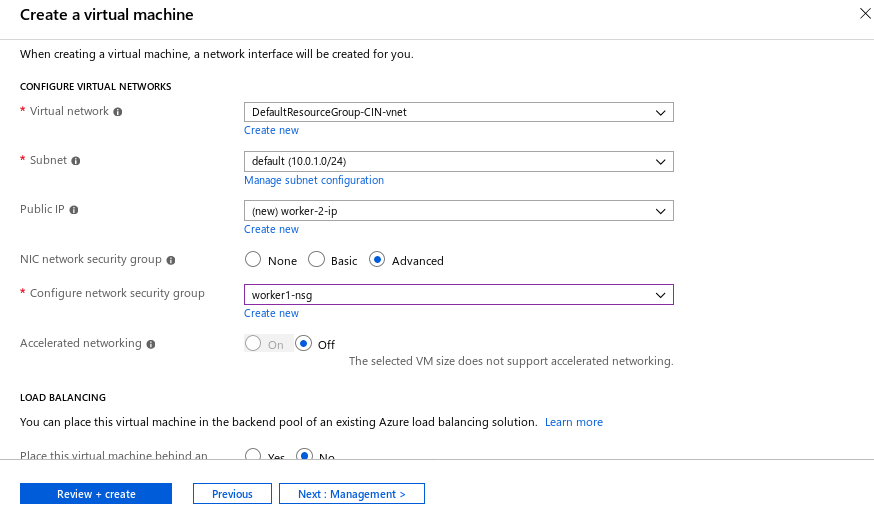 Create a virtual machine
When creating a virtual machine, a network interface will be created for you.
CONFIGURE VIRTUAL NETWORKS
* Virtual network
DefaultResourceGroup-CIN-vnet
Create new
* Subnet
default (10.0.1.0/24)
Manage subnet configuration
Public IP
(new) worker-2-ip
Create new
NIC network security group
None Basic Advanced
* Configure network security group
worker1-nsg
Create new
Accelerated networking
On Off
The selected VM size does not support accelerated networking.
LOAD BALANCING
You can place this virtual machine in the backend pool of an existing Azure load balancing solution. Learn more
Place this virtual machine behind an
Yes No
Review + create Previous Next : Management >